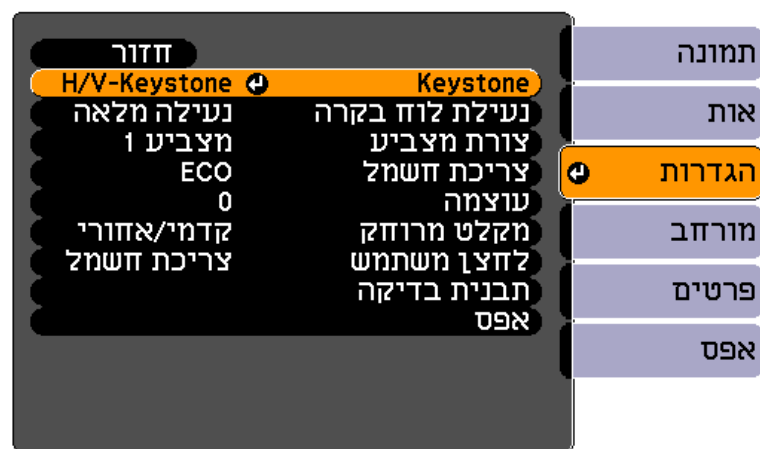 תמונה
אות
הגדרות
מורחב
פרטים
אפס
חזור
Keystone H/V-Keystone
נעילת לוח בקרה נעילה מלאה
צורת מצביע מצביע 1
צריכת חשמל ECO
עוצמה 0
מקלט מרוחק קדמי/אחורי
לחצן משתמש צריכת חשמל
תבנית בדיקה
אפס